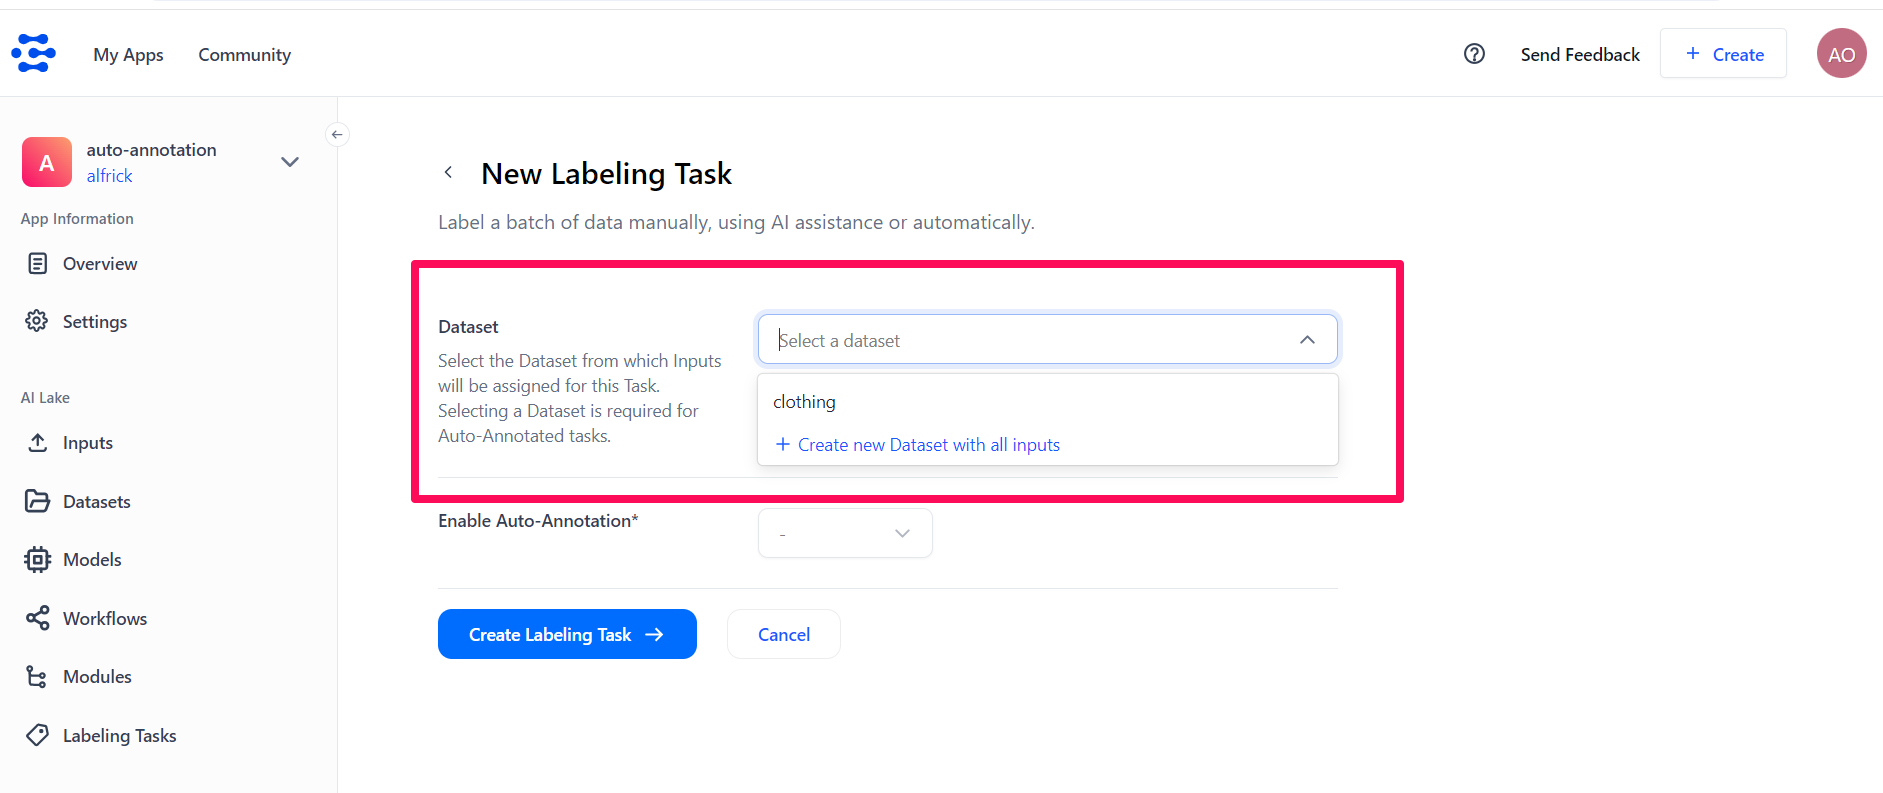 My Apps
Community
Send Feedback
+ Create
AO
A
auto-annotation
alfrick
App Information
Overview
Settings
AI Lake
Inputs
Datasets
Models
Workflows
Modules
Labeling Tasks
New Labeling Task
Label a batch of data manually, using AI assistance or automatically.
Dataset
Select the Dataset from which Inputs
will be assigned for this Task.
Selecting a Dataset is required for
Auto-Annotated tasks.
Select a dataset
clothing
+ Create new Dataset with all inputs
Enable Auto-Annotation*
-
Create Labeling Task →
Cancel